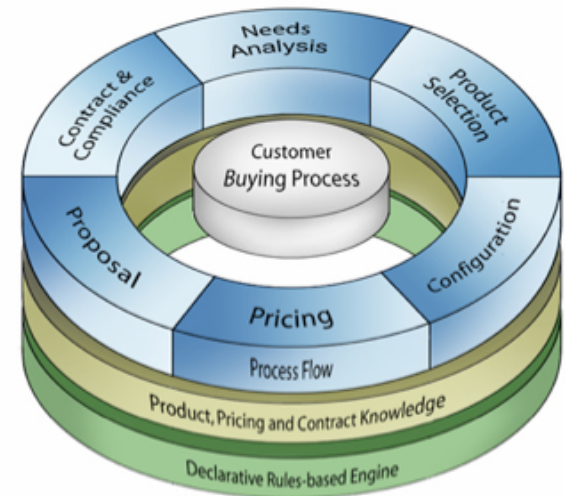 Needs
Analysis
Product
Selection
Configuration
Pricing
Proposal
Contract &
Compliance
Customer
Buying Process
Process Flow
Product, Pricing and Contract Knowledge
Declarative Rules-based Engine